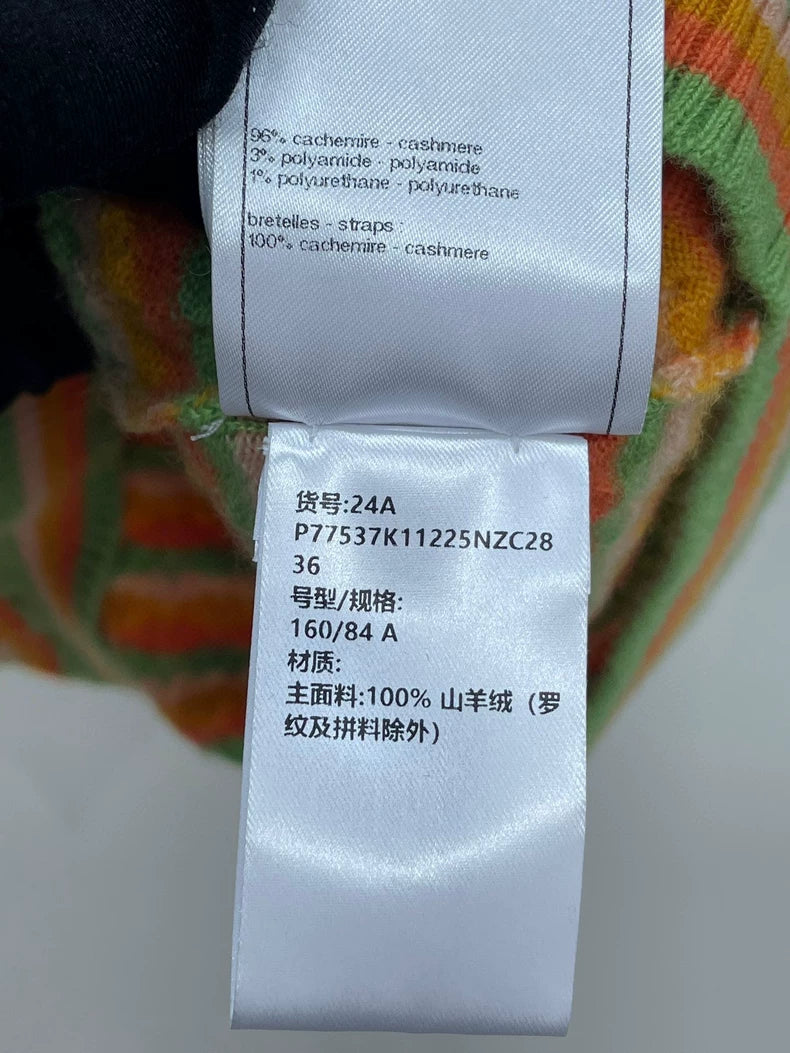 96% cachemire - cashmere
3% polyamide - polyamide
1% polyurethane - polyurethane
bretelles - straps :
100% cachemire - cashmere
货号:24A
P77537K11225NZC28
36
号型/规格:
160/84 A
材质:
主面料:100% 山羊绒（罗
纹及拼料除外）